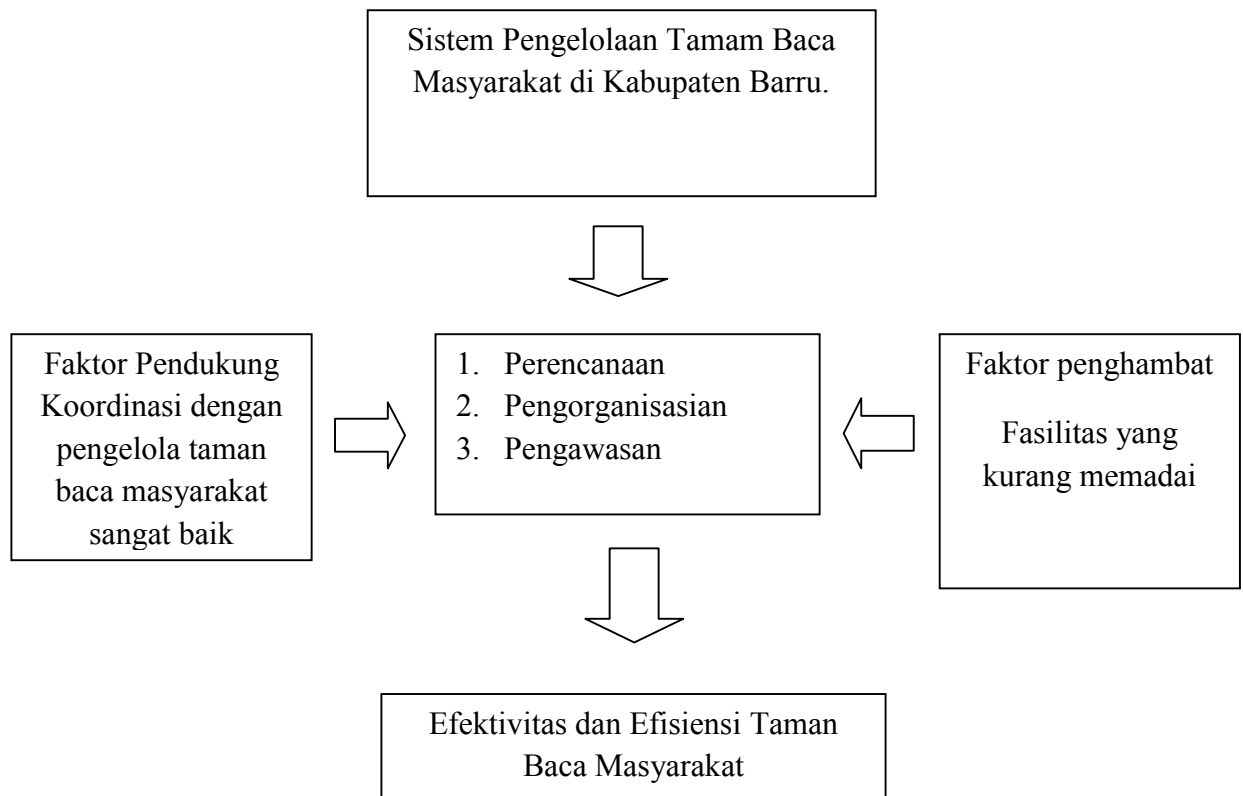 Sistem Pengelolaan Tamam Baca
Masyarakat di Kabupaten Barru.
Faktor Pendukung
Koordinasi dengan
pengelola taman
baca masyarakat
sangat baik
1. Perencanaan
2. Pengorganisasian
3. Pengawasan
Faktor penghambat
Fasilitas yang
kurang memadai
Efektivitas dan Efisiensi Taman
Baca Masyarakat